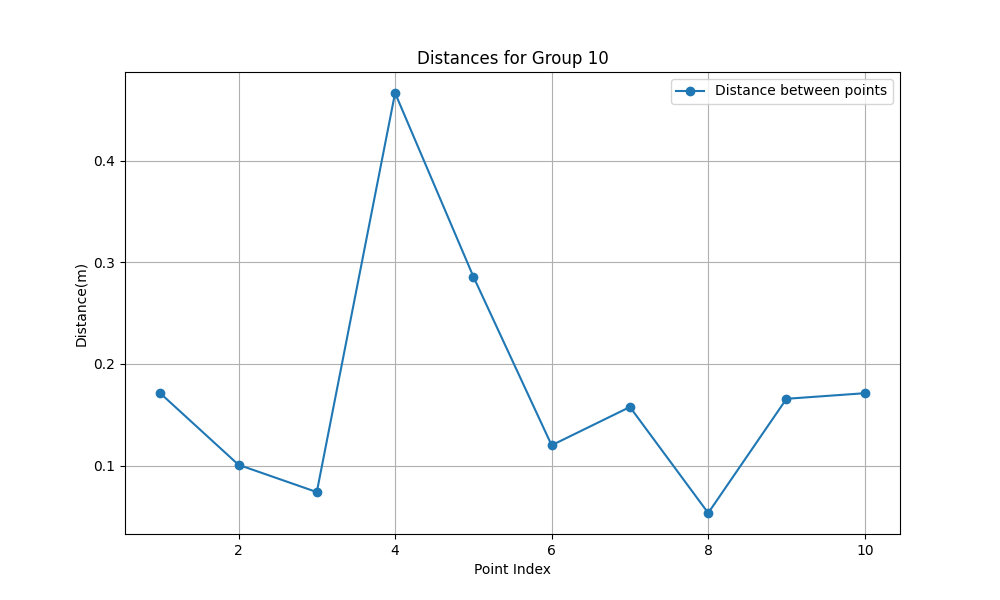 Distances for Group 10
Distance between points
0.4
0.3
0.2
0.1
Distance(m)
2 4 6 8 10
Point Index